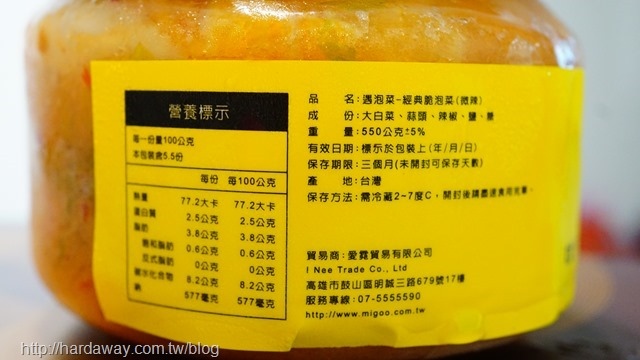 營養標示
每一份量100公克
本包裝含5.5份
每份 每100公克
熱量 77.2大卡 77.2大卡
蛋白質 2.5公克 2.5公克
脂肪 3.8公克 3.8公克
飽和脂肪 0.6公克 0.6公克
反式脂肪 0公克 0公克
碳水化合物 8.2公克 8.2公克
鈉 577毫克 577毫克
品 名:遇泡菜-經典脆泡菜(微辣)
成 份:大白菜、蒜頭、辣椒、鹽、薑
重 量:550公克±5%
有效日期:標示於包裝上(年/月/日)
保存期限:三個月(未開封可保存天數)
產 地:台灣
保存方法:需冷藏2~7度C,開封後請盡速食用完畢。
貿易商:愛霓貿易有限公司
I Nee Trade Co., Ltd
高雄市鼓山區明誠三路679號17樓
服務專線:07-5555590
http://www.migoo.com.tw
http://hardaway.com.tw/blog